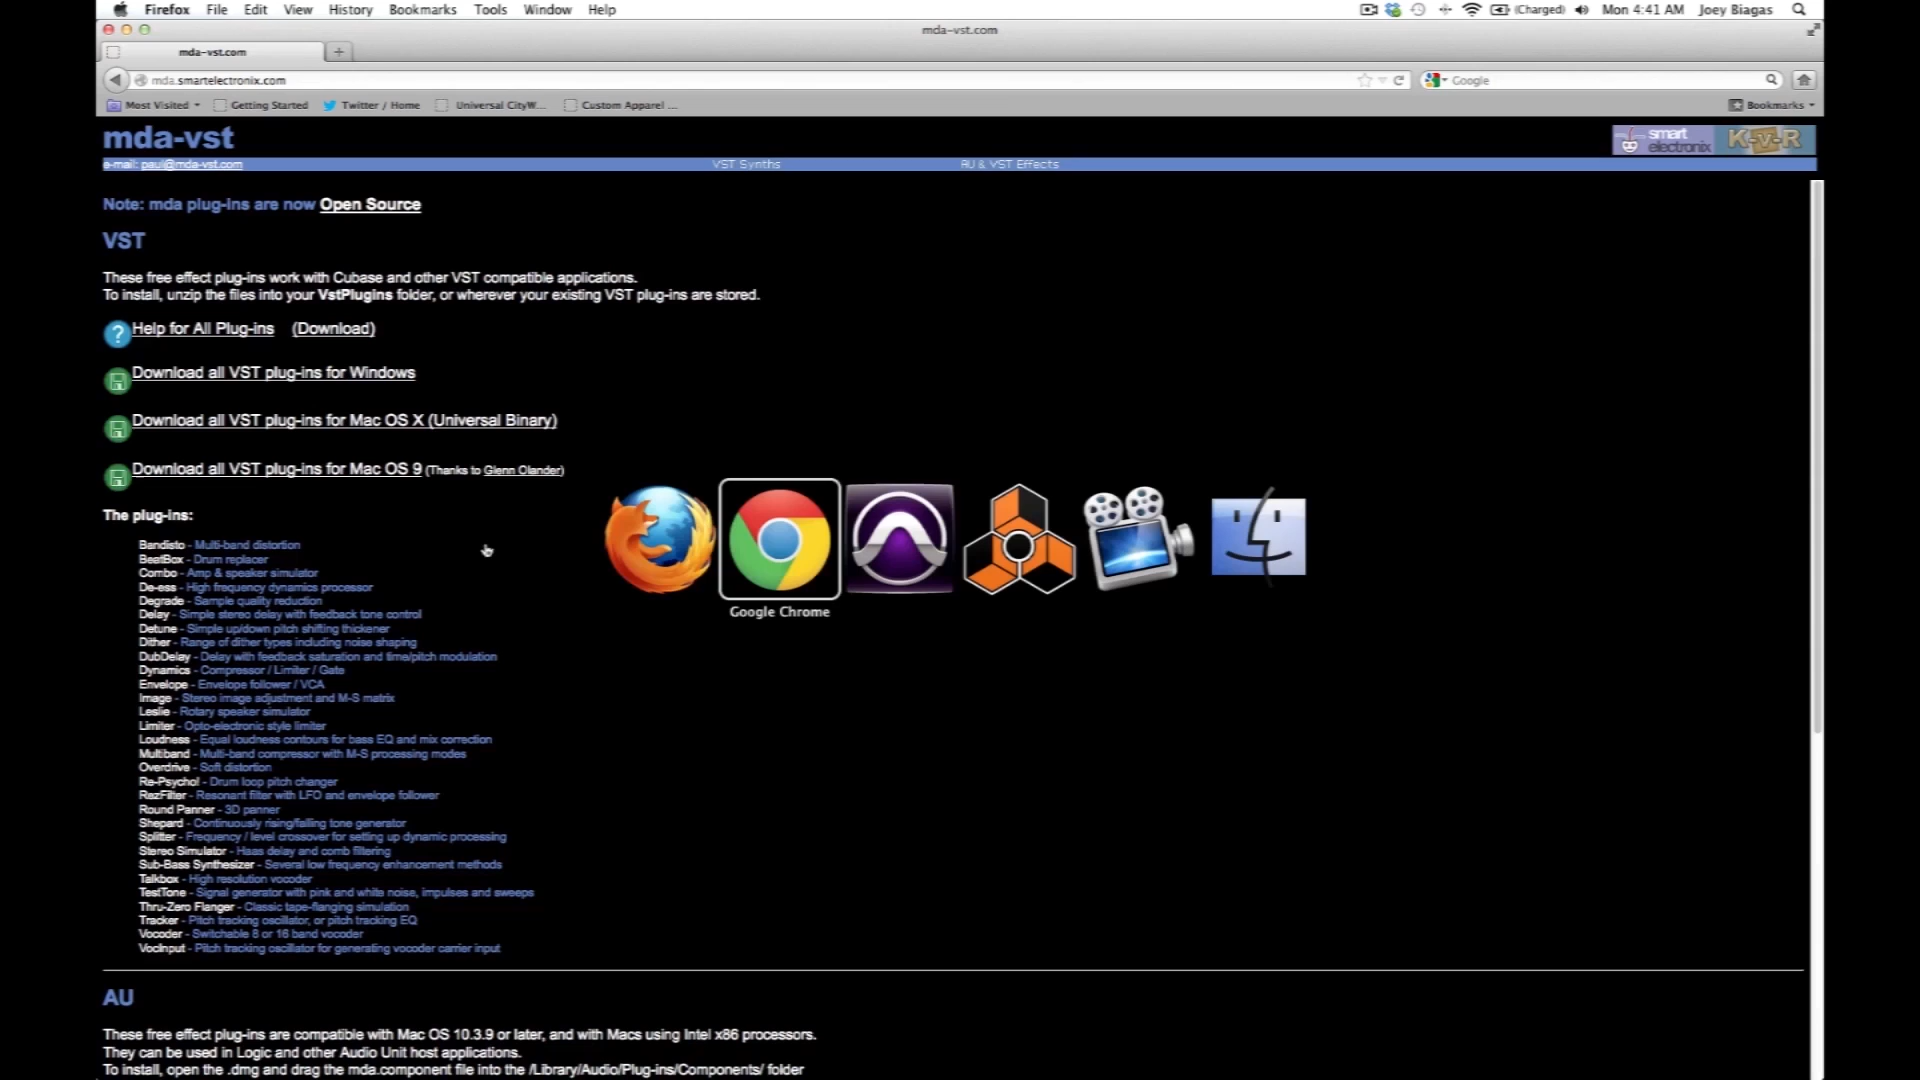 Firefox File Edit View History Bookmarks Tools Window Help (Charged) Mon 4:41 AM Joey Biagas
mda-vst.com
mda-vst.com
mda.smartelectronix.com Google
Most Visited Getting Started Twitter / Home Universal CityW... Custom Apparel ... Bookmarks
mda-vst smart electronix K-v-R
e-mail: paul@mda-vst.com VST Synths AU & VST Effects
Note: mda plug-ins are now Open Source
VST
These free effect plug-ins work with Cubase and other VST compatible applications.
To install, unzip the files into your VstPlugIns folder, or wherever your existing VST plug-ins are stored.
? Help for All Plug-ins (Download)
Download all VST plug-ins for Windows
Download all VST plug-ins for Mac OS X (Universal Binary)
Download all VST plug-ins for Mac OS 9 (Thanks to Glenn Olander)
The plug-ins:
Bandisto - Multi-band distortion
BeatBox - Drum replacer
Combo - Amp & speaker simulator
De-ess - High frequency dynamics processor
Degrade - Sample quality reduction
Delay - Simple stereo delay with feedback tone control
Detune - Simple up/down pitch shifting thickener
Dither - Range of dither types including noise shaping
DubDelay - Delay with feedback saturation and time/pitch modulation
Dynamics - Compressor / Limiter / Gate
Envelope - Envelope follower / VCA
Image - Stereo image adjustment and M-S matrix
Leslie - Rotary speaker simulator
Limiter - Opto-electronic style limiter
Loudness - Equal loudness contours for bass EQ and mix correction
Multiband - Multi-band compressor with M-S processing modes
Overdrive - Soft distortion
Re-Psycho! - Drum loop pitch changer
RezFilter - Resonant filter with LFO and envelope follower
Round Panner - 3D panner
Shepard - Continuously rising/falling tone generator
Splitter - Frequency / level crossover for setting up dynamic processing
Stereo Simulator - Haas delay and comb filtering
Sub-Bass Synthesizer - Several low frequency enhancement methods
Talkbox - High resolution vocoder
TestTone - Signal generator with pink and white noise, impulses and sweeps
Thru-Zero Flanger - Classic tape-flanging simulation
Tracker - Pitch tracking oscillator, or pitch tracking EQ
Vocoder - Switchable 8 or 16 band vocoder
VocInput - Pitch tracking oscillator for generating vocoder carrier input
Google Chrome
AU
These free effect plug-ins are compatible with Mac OS 10.3.9 or later, and with Macs using Intel x86 processors.
They can be used in Logic and other Audio Unit host applications.
To install, open the .dmg and drag the mda.component file into the /Library/Audio/Plug-ins/Components/ folder